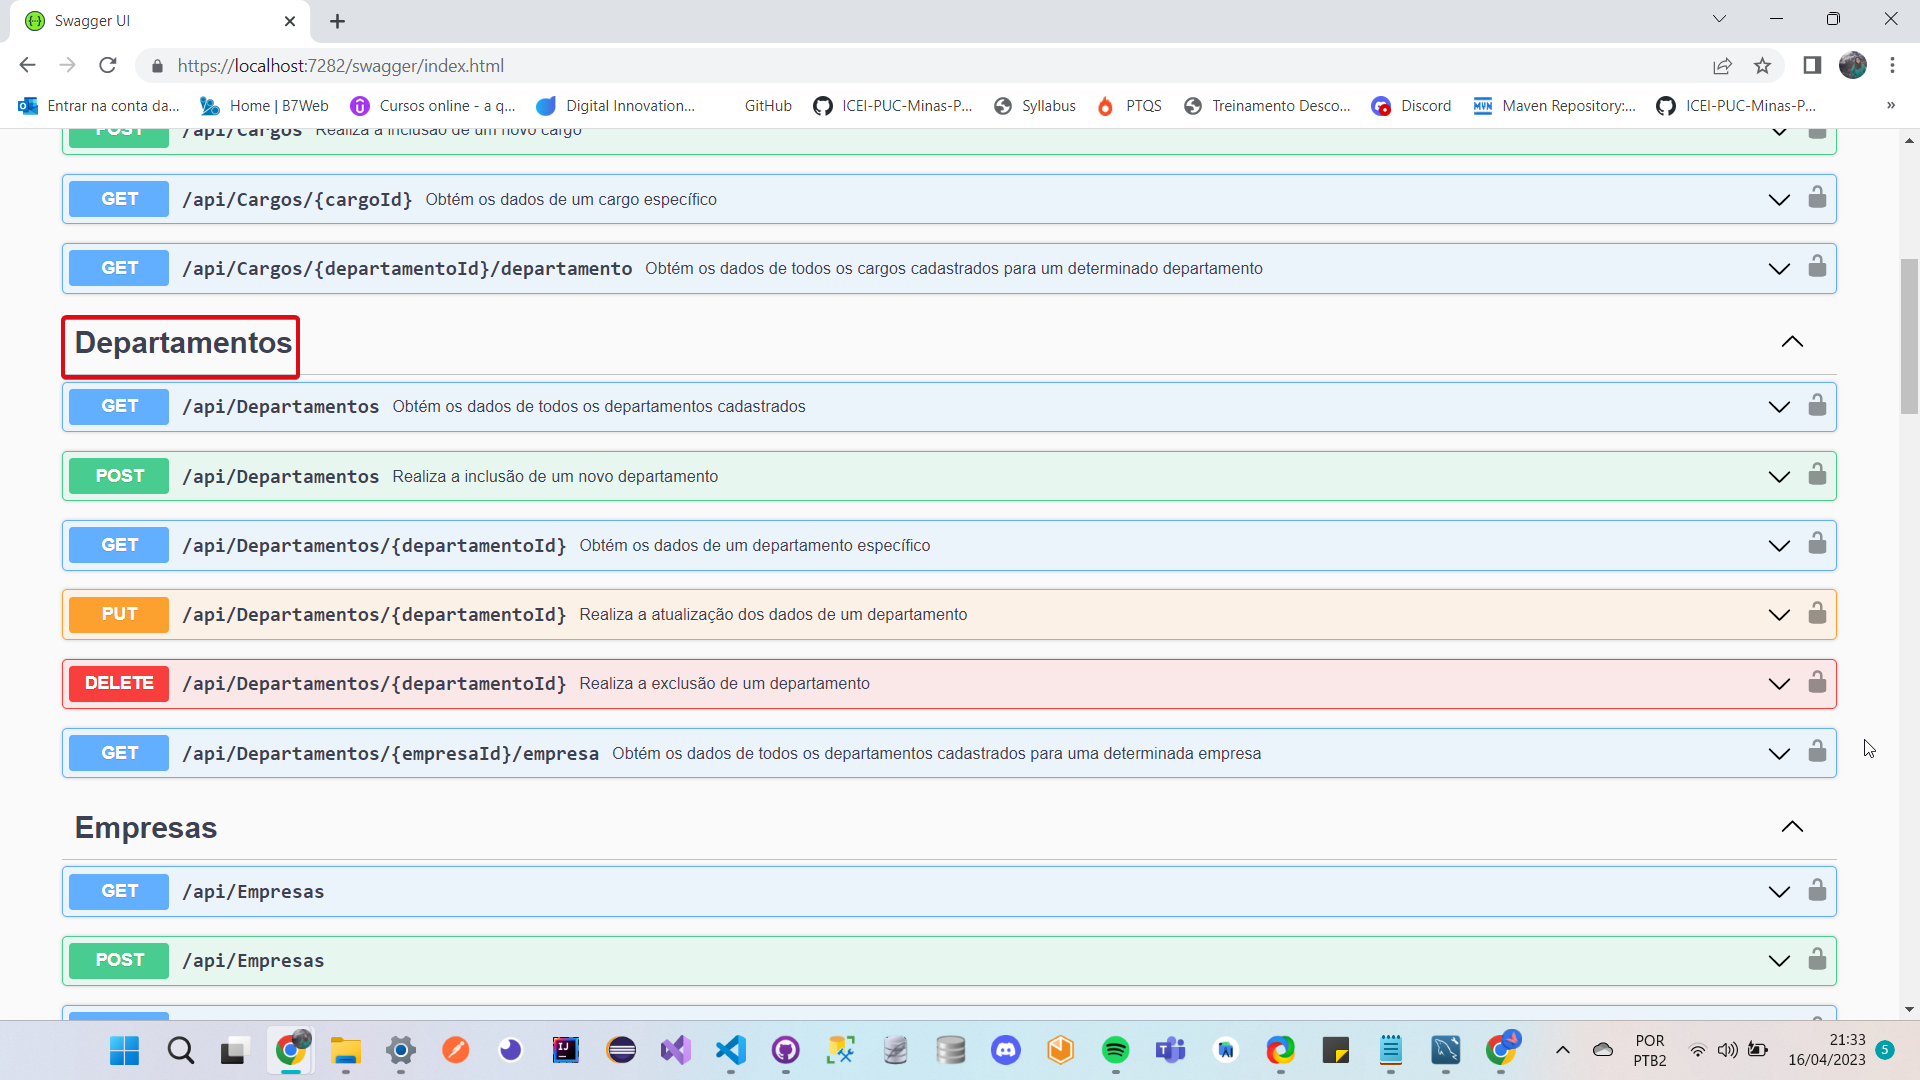 Swagger UI
https://localhost:7282/swagger/index.html
Entrar na conta da... Home | B7Web Cursos online - a q... Digital Innovation... GitHub ICEI-PUC-Minas-P... Syllabus PTQS Treinamento Desco... Discord Maven Repository:... ICEI-PUC-Minas-P... »
POST /api/Cargos Realiza a inclusão de um novo cargo
GET /api/Cargos/{cargoId} Obtém os dados de um cargo específico
GET /api/Cargos/{departamentoId}/departamento Obtém os dados de todos os cargos cadastrados para um determinado departamento
Departamentos
GET /api/Departamentos Obtém os dados de todos os departamentos cadastrados
POST /api/Departamentos Realiza a inclusão de um novo departamento
GET /api/Departamentos/{departamentoId} Obtém os dados de um departamento específico
PUT /api/Departamentos/{departamentoId} Realiza a atualização dos dados de um departamento
DELETE /api/Departamentos/{departamentoId} Realiza a exclusão de um departamento
GET /api/Departamentos/{empresaId}/empresa Obtém os dados de todos os departamentos cadastrados para uma determinada empresa
Empresas
GET /api/Empresas
POST /api/Empresas
POR
PTB2
21:33
16/04/2023
5